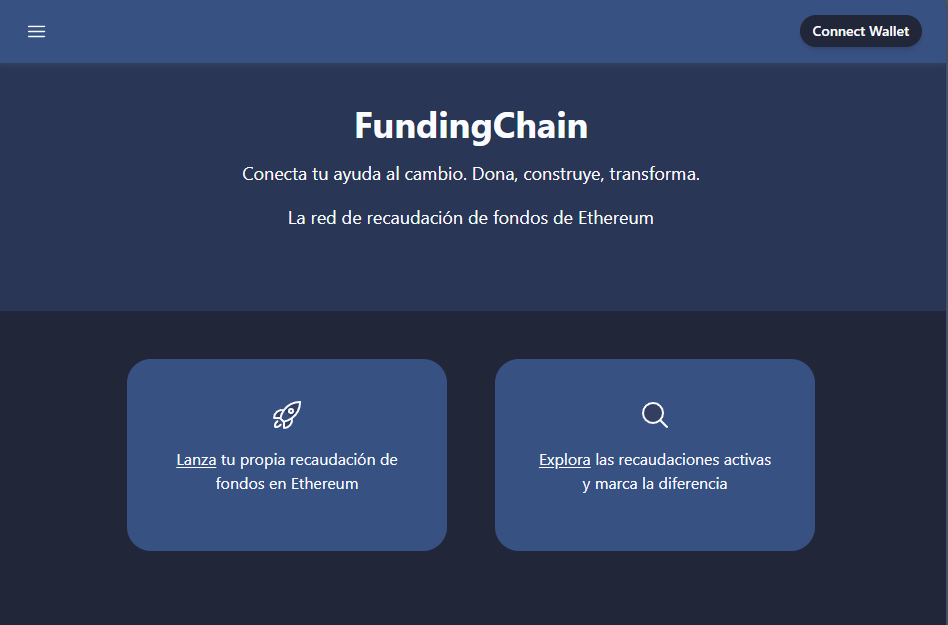 Connect Wallet
FundingChain
Conecta tu ayuda al cambio. Dona, construye, transforma.
La red de recaudación de fondos de Ethereum
Lanza tu propia recaudación de
fondos en Ethereum
Explora las recaudaciones activas
y marca la diferencia